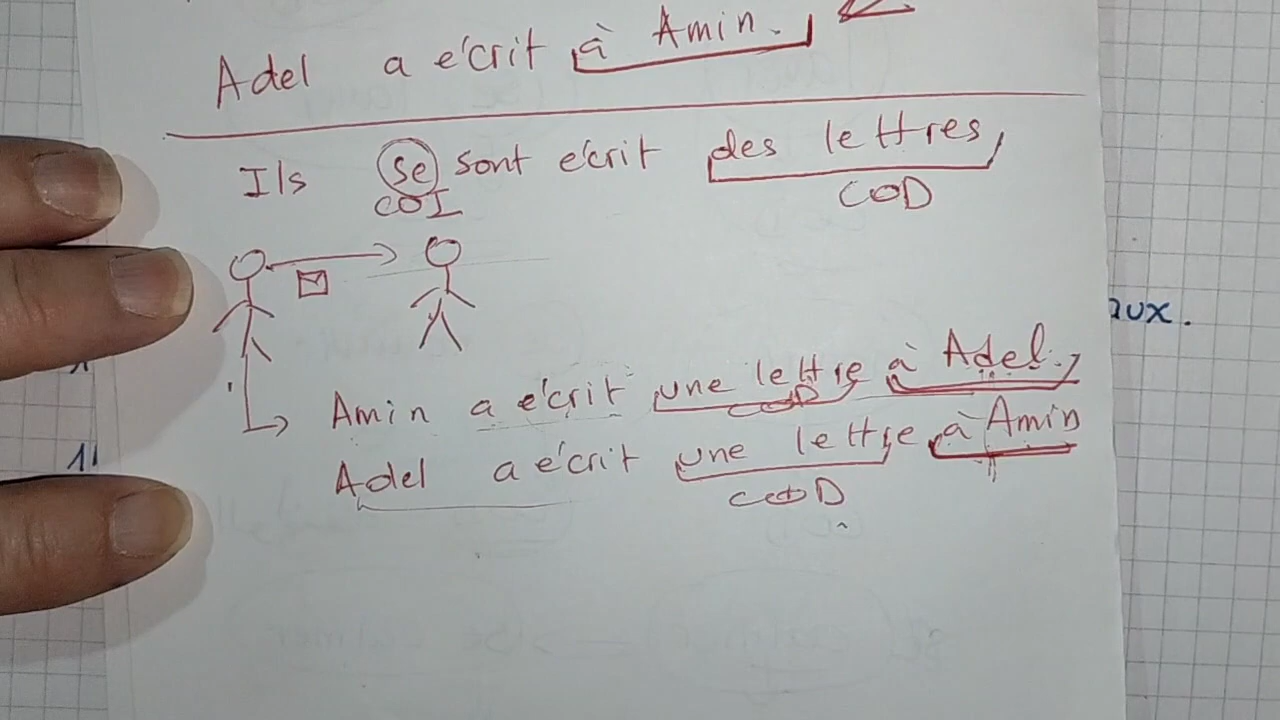 Adel a écrit à Amin.
Ils se sont écrit des lettres
COI COD
Amin a écrit une lettre à Adel.
COD
Adel a écrit une lettre à Amin
COD
aux.